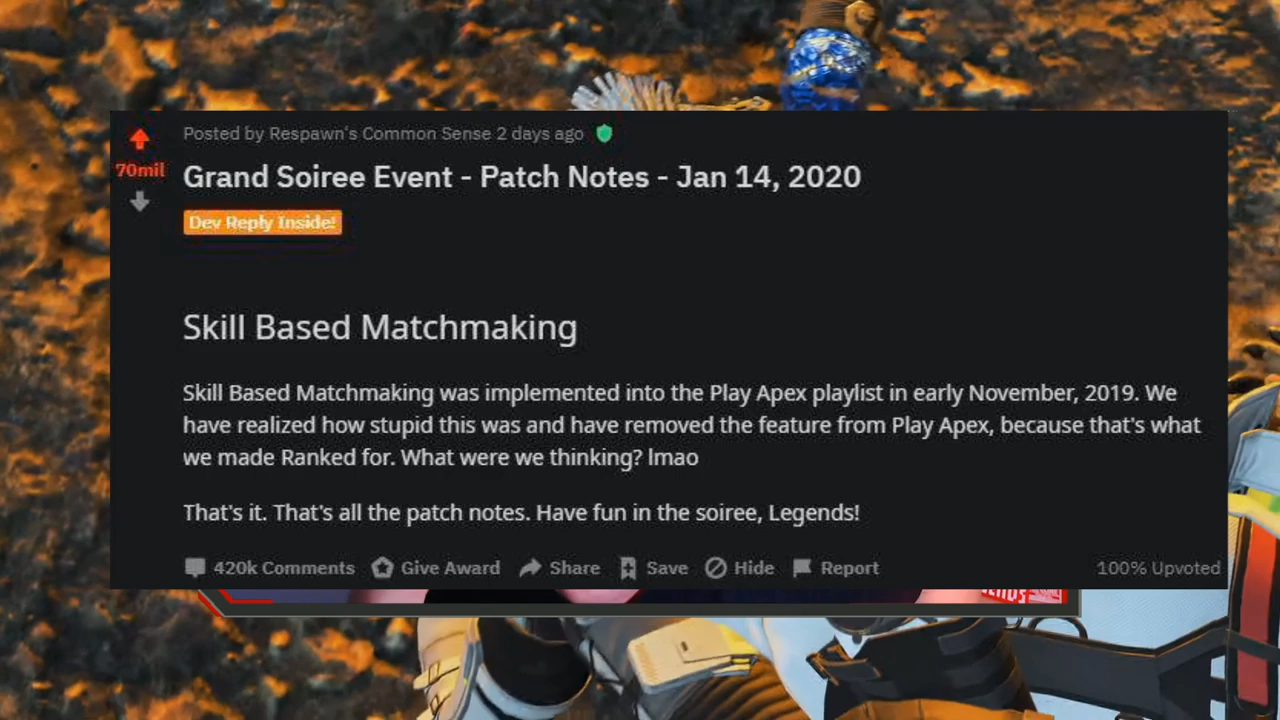 Posted by Respawn's Common Sense 2 days ago
70mil
Grand Soiree Event - Patch Notes - Jan 14, 2020
Dev Reply Inside!
Skill Based Matchmaking
Skill Based Matchmaking was implemented into the Play Apex playlist in early November, 2019. We
have realized how stupid this was and have removed the feature from Play Apex, because that's what
we made Ranked for. What were we thinking? lmao
That's it. That's all the patch notes. Have fun in the soiree, Legends!
420k Comments Give Award Share Save Hide Report 100% Upvoted